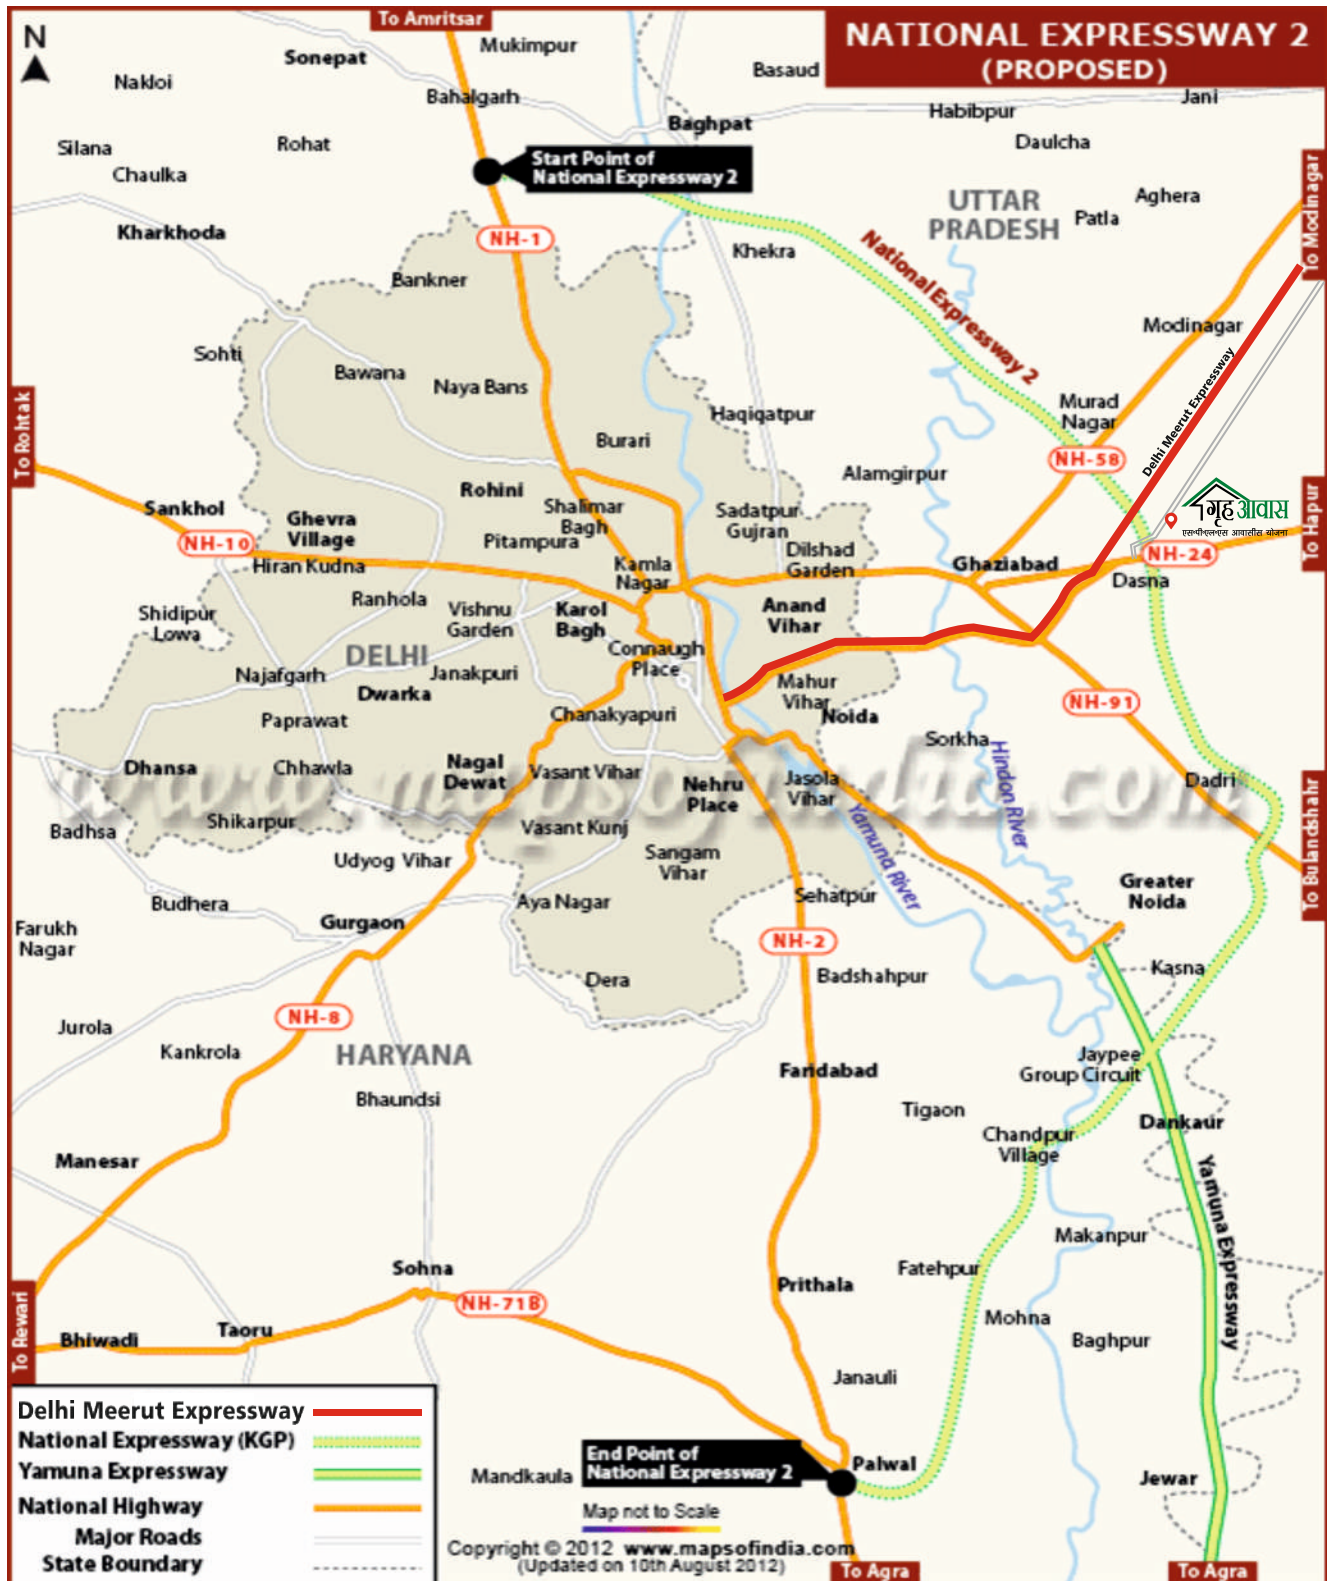 To Amritsar
NATIONAL EXPRESSWAY 2
(PROPOSED)
N
Sonepat
Mukimpur
Nakloi
Basaud
Bahalgarh
Jani
Habibpur
Baghpat
Rohat
Daulcha
Silana
Chaulka
Start Point of
National Expressway 2
To Modinagar
Aghera
UTTAR
PRADESH
Patla
Kharkhoda
NH-1
Khekra
National Expressway 2
Bankner
Modinagar
Sohti
Bawana
Naya Bans
Delhi Meerut Expressway
Murad
Nagar
To Rohtak
Haqiqatpur
Burari
NH-58
Alamgirpur
Rohini
Sankhol
Shalimar
Bagh
Sadatpur
Gujran
गृह आवास
एसपीएलएस आवासीस योजना
To Hapur
Ghevra
Village
NH-10
Pitampura
Dilshad
Garden
NH-24
Hiran Kudna
Kamla
Nagar
Ghaziabad
Dasna
Ranhola
Shidipur
Lowa
Vishnu
Garden
Karol
Bagh
Anand
Vihar
DELHI
Connaugh
Place
Najafgarh
Janakpuri
Dwarka
Mahur
Vihar
NH-91
Paprawat
Chanakyapuri
Noida
Sorkha
Hindon River
Dhansa
Chhawla
Nagal
Dewat
Vasant Vihar
Nehru
Place
Jasola
Vihar
Dadri
www.mapsofindia.com
To Bulandshahr
Badhsa
Shikarpur
Vasant Kunj
Yamuna River
Udyog Vihar
Sangam
Vihar
Greater
Noida
Budhera
Aya Nagar
Sehatpur
Gurgaon
Farukh
Nagar
NH-2
Kasna
Dera
Badshahpur
NH-8
Jurola
Kankrola
HARYANA
Jaypee
Group Circuit
Faridabad
Bhaundsi
Tigaon
Dankaur
Chandpur
Village
Manesar
Yamuna Expressway
Makanpur
Sohna
Fatehpur
Prithala
To Rewari
NH-71B
Mohna
Taoru
Bhiwadi
Baghpur
Janauli
Delhi Meerut Expressway
National Expressway (KGP)
Yamuna Expressway
National Highway
Major Roads
State Boundary
End Point of
National Expressway 2
Palwal
Mandkaula
Jewar
Map not to Scale
Copyright © 2012 www.mapsofindia.com
(Updated on 10th August 2012)
To Agra
To Agra